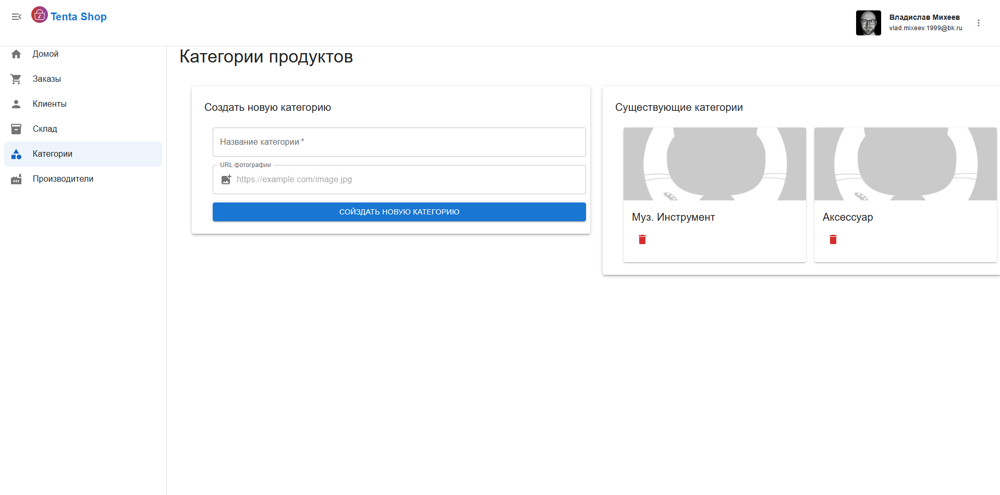 Tenta Shop
Владислав Михеев
vlad.mixeev.1999@bk.ru
Домой
Заказы
Клиенты
Склад
Категории
Производители
Категории продуктов
Создать новую категорию
Название категории *
URL фотографии
https://example.com/image.jpg
СОЙЗДАТЬ НОВУЮ КАТЕГОРИЮ
Существующие категории
Муз. Инструмент
Аксессуар